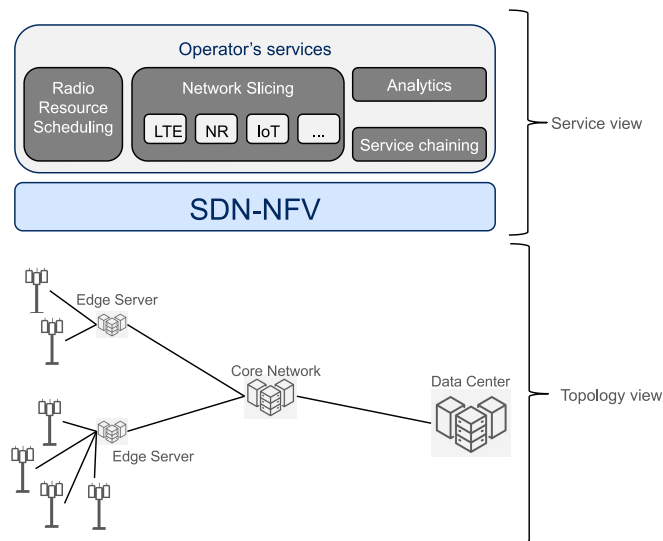 Operator's services
Radio
Resource
Scheduling
Network Slicing
LTE
NR
IoT
...
Analytics
Service chaining
Service view
SDN-NFV
Edge Server
Core Network
Data Center
Topology view
Edge Server